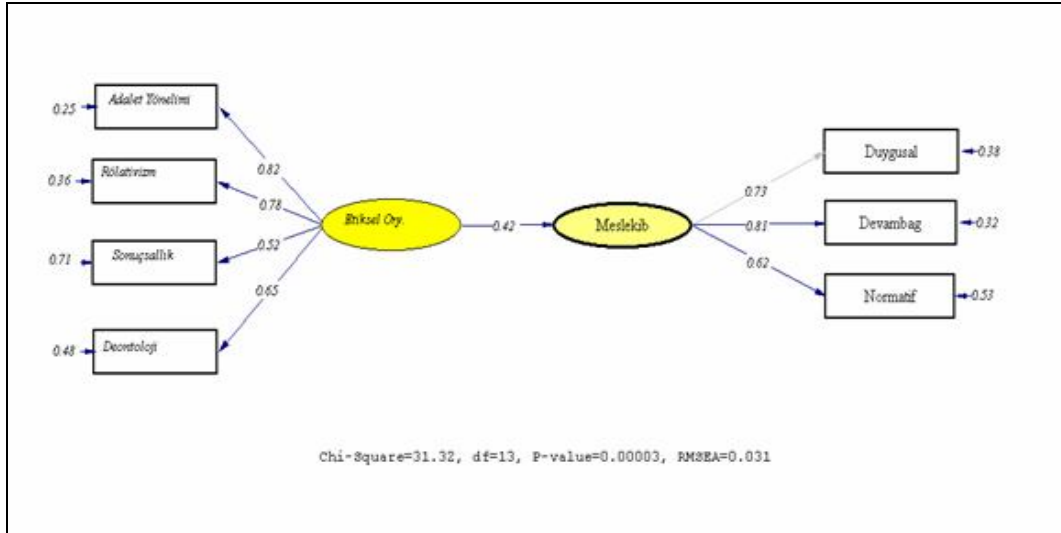 Adalet Yönelimi
0.25
0.82
Rölativizm
0.36
0.78
Sonuçsallık
0.71
0.52
Deontoloji
0.48
0.65
Etiksel Ory.
0.42
Meslekib
Duygusal
0.38
0.73
Devambag
0.32
0.81
Normatif
0.53
0.62
Chi-Square=31.32, df=13, P-value=0.00003, RMSEA=0.031